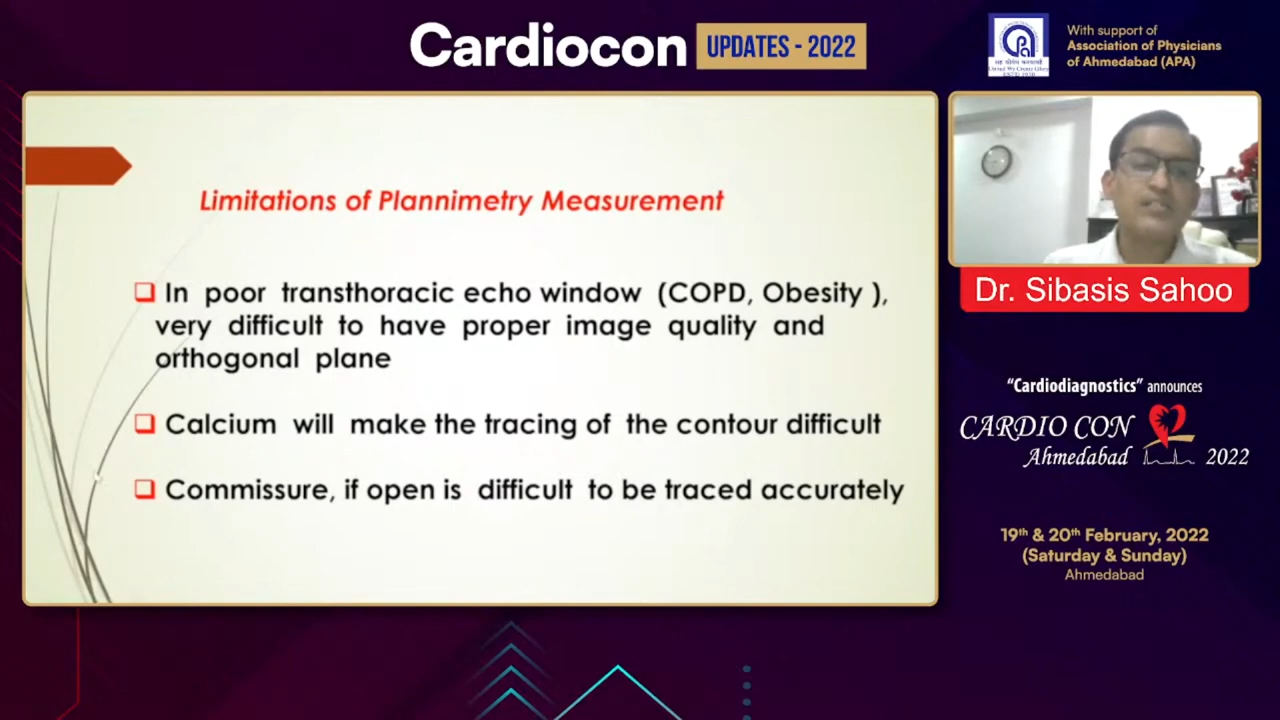 Cardiocon UPDATES - 2022
With support of
Association of Physicians
of Ahmedabad (APA)
ESTD 1930
Limitations of Plannimetry Measurement
In poor transthoracic echo window (COPD, Obesity ),
very difficult to have proper image quality and
orthogonal plane
Calcium will make the tracing of the contour difficult
Commissure, if open is difficult to be traced accurately
Dr. Sibasis Sahoo
“Cardiodiagnostics” announces
CARDIO CON
Ahmedabad 2022
19th & 20th February, 2022
(Saturday & Sunday)
Ahmedabad